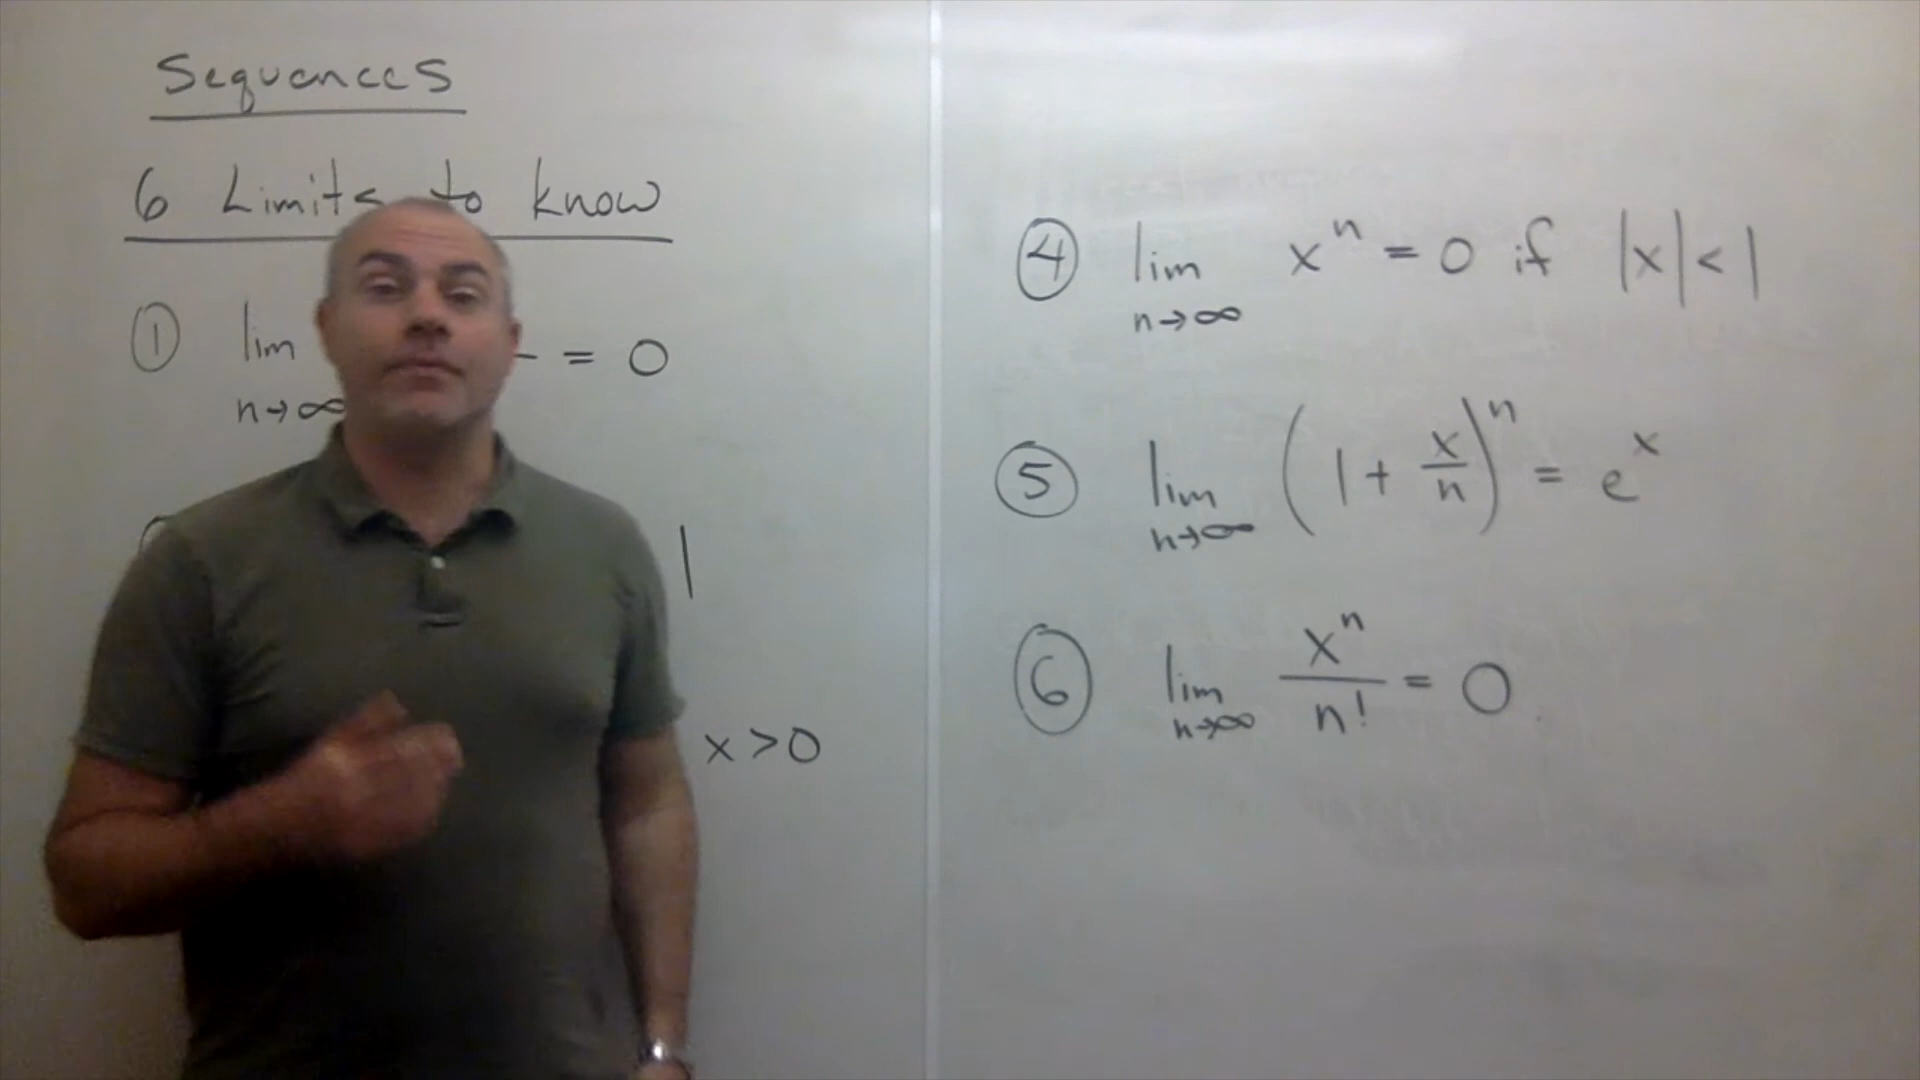 Sequences
6 Limits to know
① lim n→∞ = 0
1
x > 0
④ lim n→∞ xⁿ = 0 if |x| < 1
⑤ lim n→∞ (1 + x/n)ⁿ = eˣ
⑥ lim n→∞ xⁿ/n! = 0